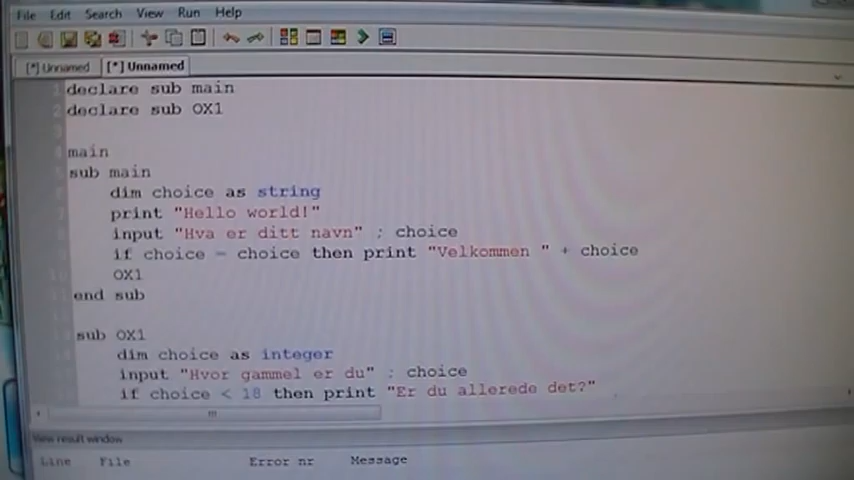 File Edit Search View Run Help
[*] Unnamed [*] Unnamed
declare sub main
declare sub OX1
main
sub main
dim choice as string
print "Hello world!"
input "Hva er ditt navn" ; choice
if choice = choice then print "Velkommen " + choice
OX1
end sub
sub OX1
dim choice as integer
input "Hvor gammel er du" : choice
if choice < 18 then print "Er du allerede det?"
View result window
Line File Error nr Message